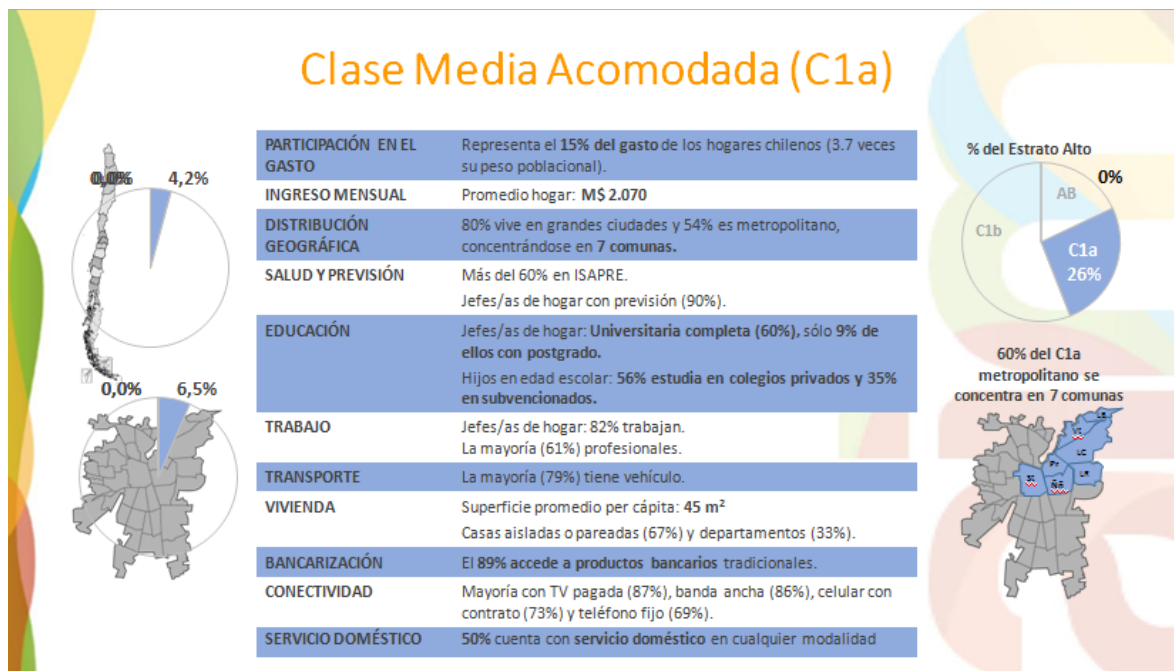 Clase Media Acomodada (C1a)
0,0%
4,2%
0,0%
6,5%
PARTICIPACIÓN EN EL
GASTO
Representa el 15% del gasto de los hogares chilenos (3.7 veces
su peso poblacional).
INGRESO MENSUAL
Promedio hogar: M$ 2.070
DISTRIBUCIÓN
GEOGRÁFICA
80% vive en grandes ciudades y 54% es metropolitano,
concentrándose en 7 comunas.
SALUD Y PREVISIÓN
Más del 60% en ISAPRE.
Jefes/as de hogar con previsión (90%).
EDUCACIÓN
Jefes/as de hogar: Universitaria completa (60%), sólo 9% de
ellos con postgrado.
Hijos en edad escolar: 56% estudia en colegios privados y 35%
en subvencionados.
TRABAJO
Jefes/as de hogar: 82% trabajan.
La mayoría (61%) profesionales.
TRANSPORTE
La mayoría (79%) tiene vehículo.
VIVIENDA
Superficie promedio per cápita: 45 m²
Casas aisladas o pareadas (67%) y departamentos (33%).
BANCARIZACIÓN
El 89% accede a productos bancarios tradicionales.
CONECTIVIDAD
Mayoría con TV pagada (87%), banda ancha (86%), celular con
contrato (73%) y teléfono fijo (69%).
SERVICIO DOMÉSTICO
50% cuenta con servicio doméstico en cualquier modalidad
% del Estrato Alto
0%
AB
C1b
C1a
26%
60% del C1a
metropolitano se
concentra en 7 comunas
LC
Pr
LR
Ññ